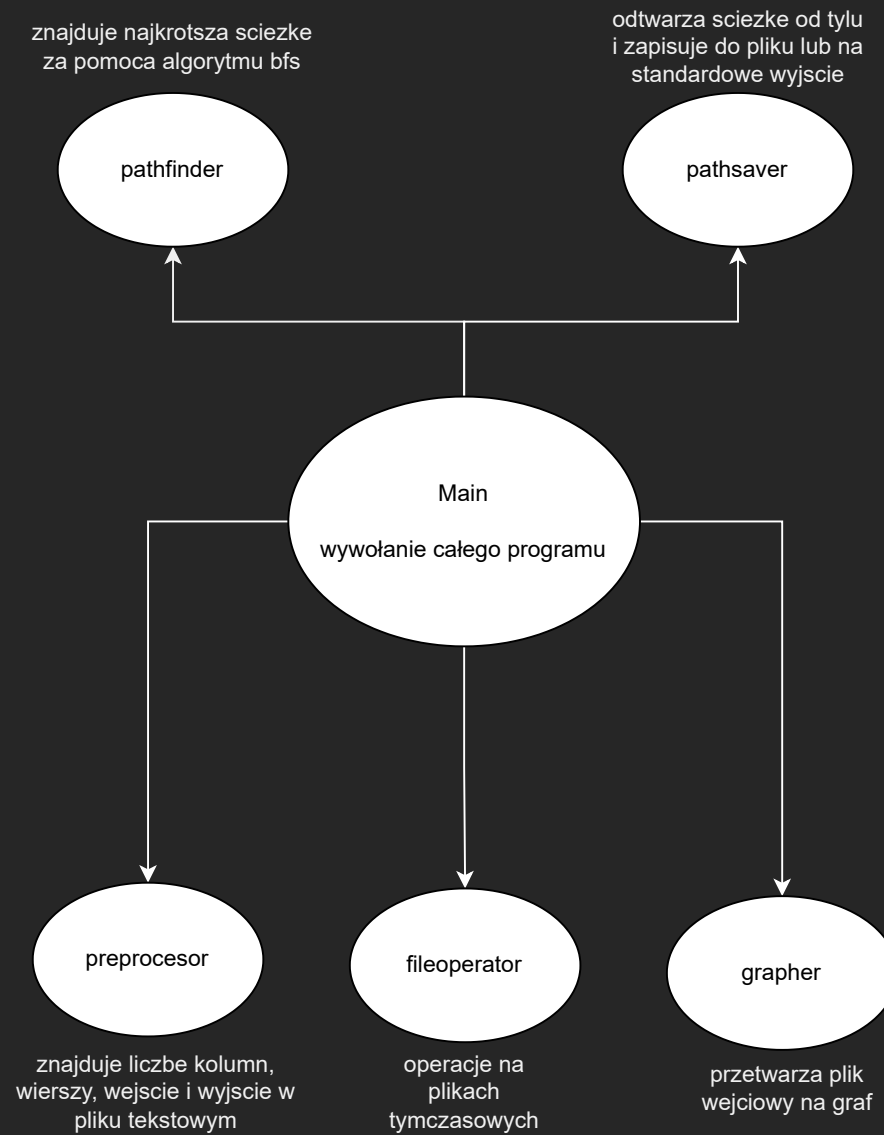 znajduje najkrotsza sciezke
za pomoca algorytmu bfs
odtwarza sciezke od tylu
i zapisuje do pliku lub na
standardowe wyjscie
pathfinder
pathsaver
Main
wywołanie całego programu
preprocesor
fileoperator
grapher
znajduje liczbe kolumn,
wierszy, wejscie i wyjscie w
pliku tekstowym
operacje na
plikach
tymczasowych
przetwarza plik
wejciowy na graf